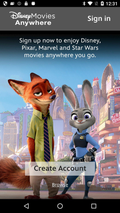 12:31
Disney Movies
Anywhere
Sign in
Sign up now to enjoy Disney,
Pixar, Marvel and Star Wars
movies anywhere you go.
Create Account
Browse